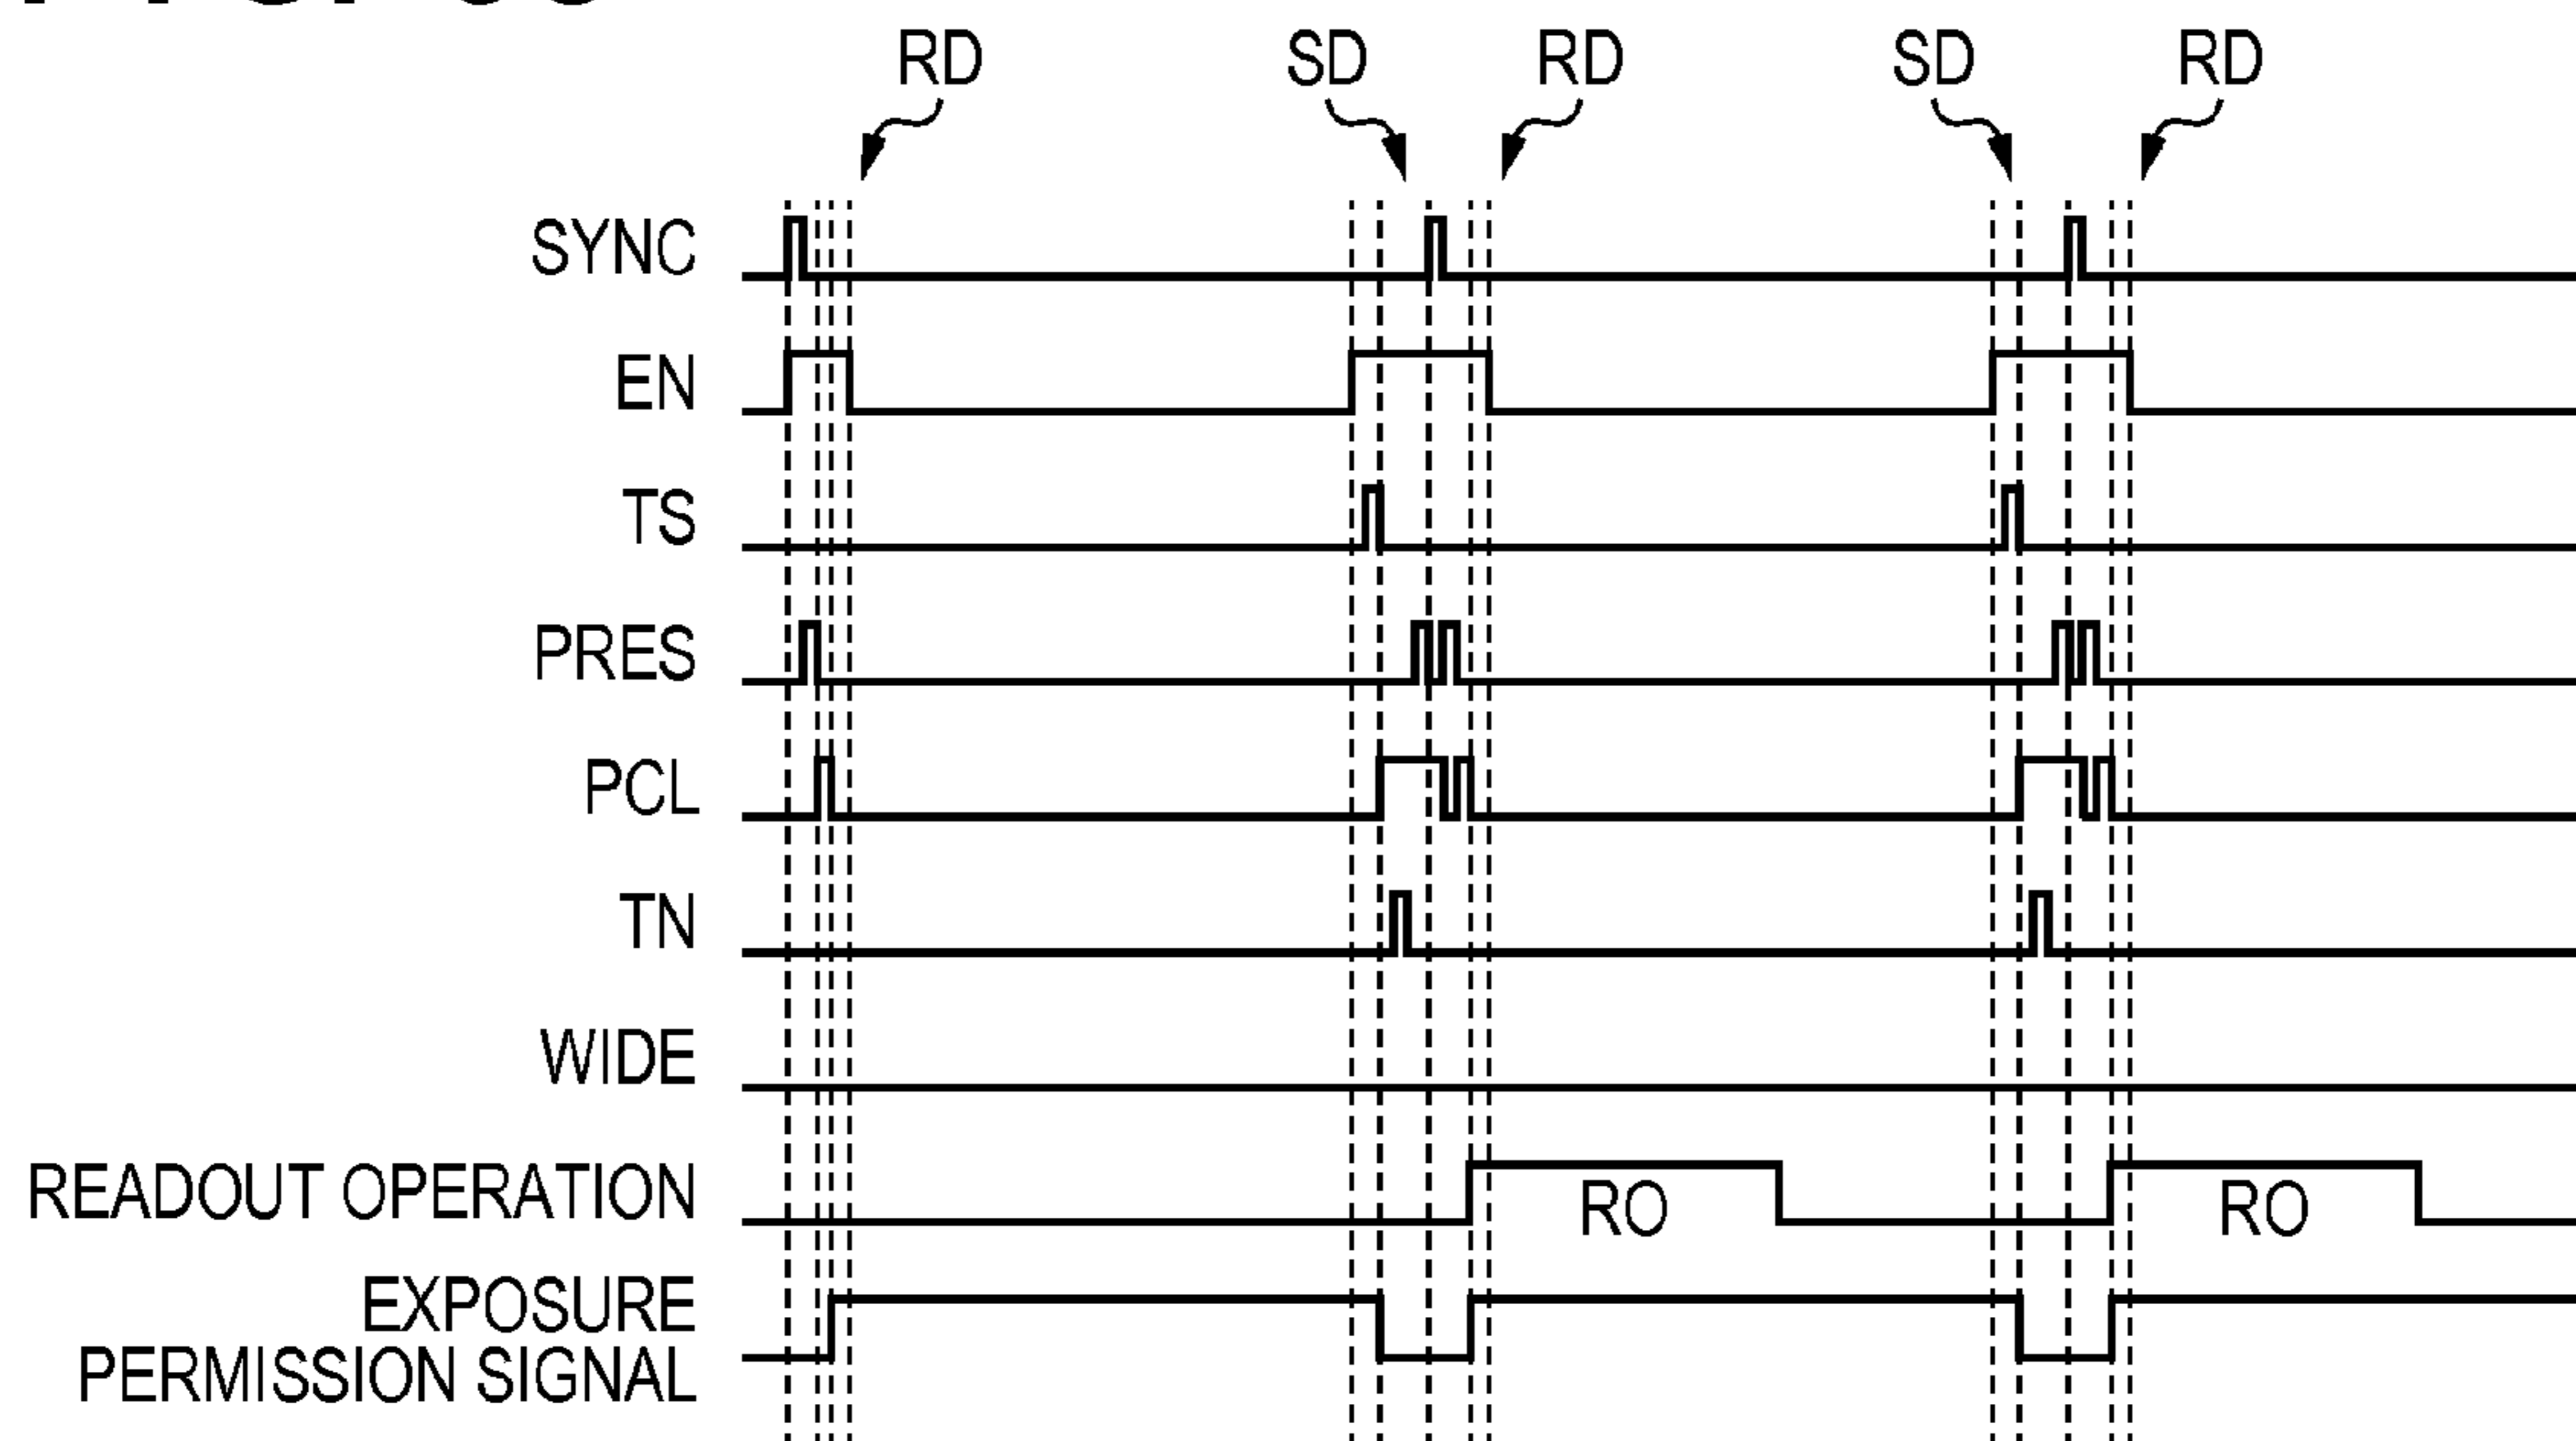 RD SD RD SD RD
SYNC
EN
TS
PRES
PCL
TN
WIDE
READOUT OPERATION RO RO
EXPOSURE
PERMISSION SIGNAL